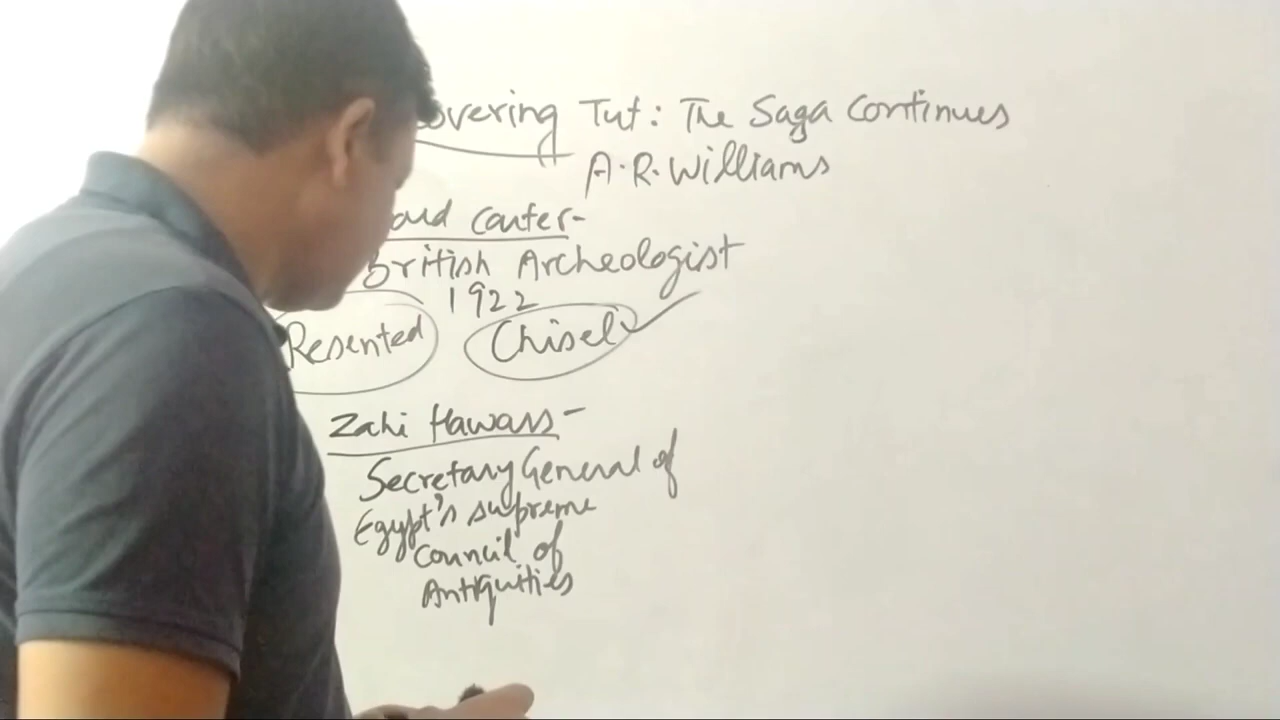 overing Tut: The Saga Continues
A.R. Williams
ard Carter-
British Archeologist
1922
Resented Chisel
Zahi Hawass-
Secretary General of
Egypt's supreme
Council of
Antiquities